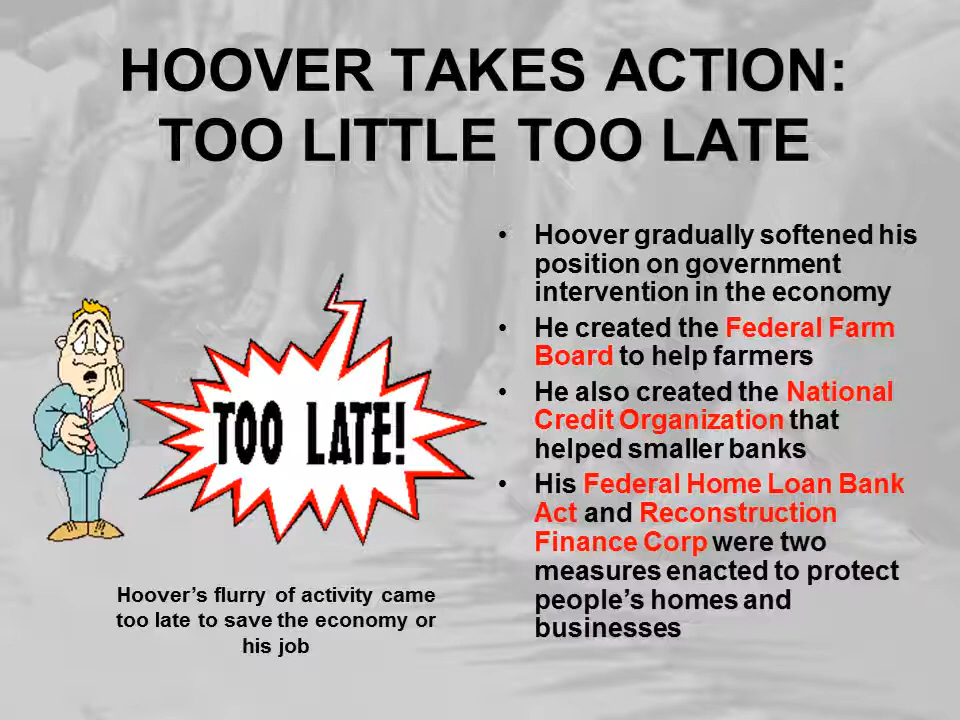 HOOVER TAKES ACTION:
TOO LITTLE TOO LATE
TOO LATE!
Hoover’s flurry of activity came
too late to save the economy or
his job
• Hoover gradually softened his
position on government
intervention in the economy
• He created the Federal Farm
Board to help farmers
• He also created the National
Credit Organization that
helped smaller banks
• His Federal Home Loan Bank
Act and Reconstruction
Finance Corp were two
measures enacted to protect
people’s homes and
businesses